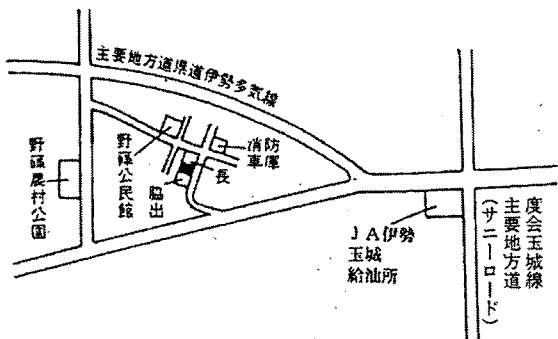 主要地方道県道伊勢多気線
野篠公民館
消防車庫
長
脇出
野篠農村公園
JA伊勢
玉城
給油所
度会玉城線
主要地方道
(サニーロード)